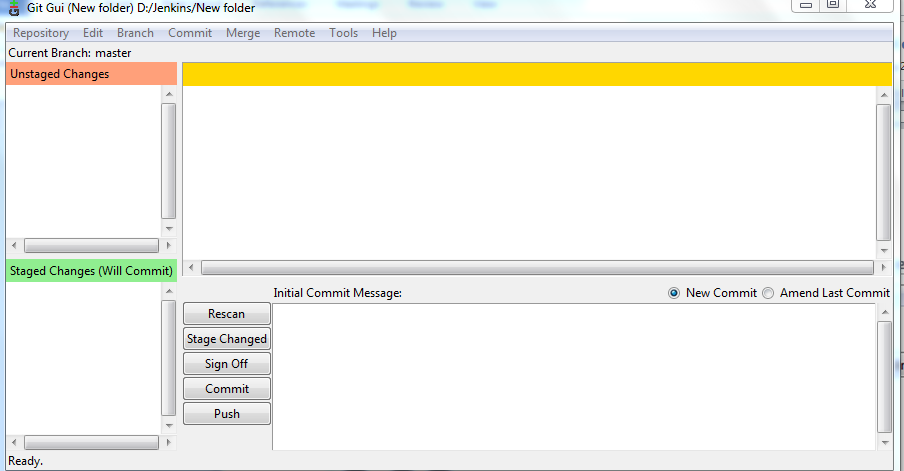 Git Gui (New folder) D:/Jenkins/New folder
Repository Edit Branch Commit Merge Remote Tools Help
Current Branch: master
Unstaged Changes
Staged Changes (Will Commit)
Initial Commit Message:
New Commit Amend Last Commit
Rescan
Stage Changed
Sign Off
Commit
Push
Ready.